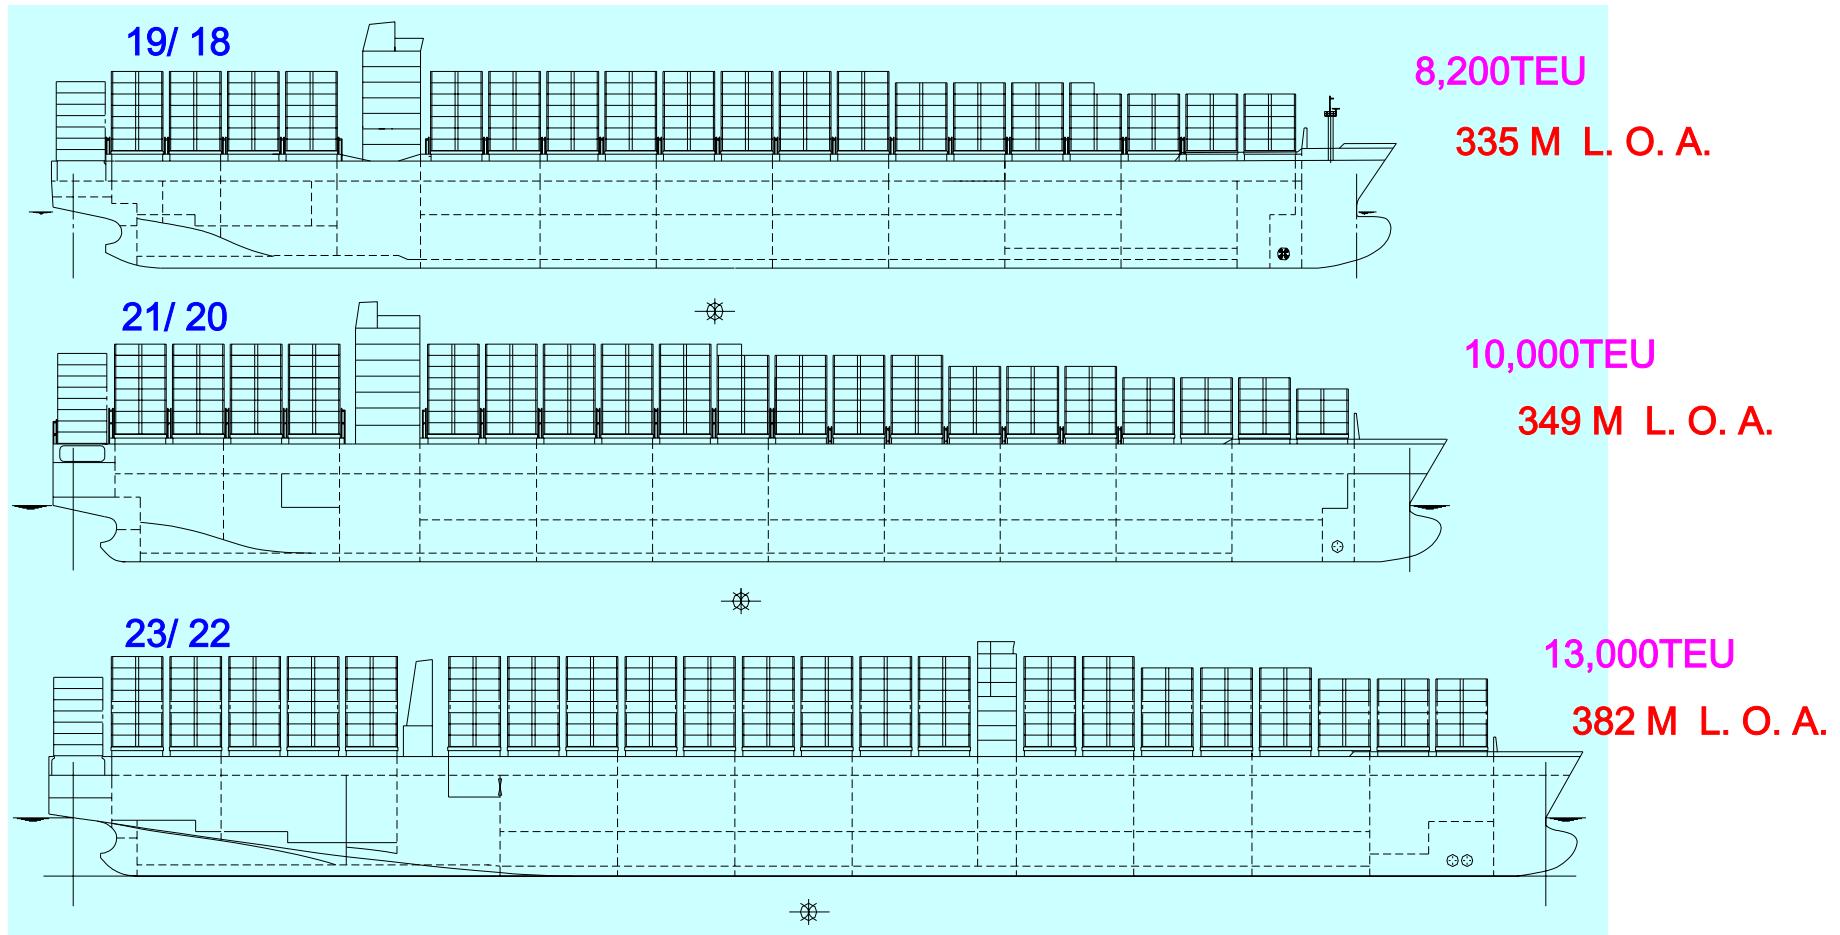 19/ 18
8,200TEU
335 M L. O. A.
21/ 20
10,000TEU
349 M L. O. A.
23/ 22
13,000TEU
382 M L. O. A.